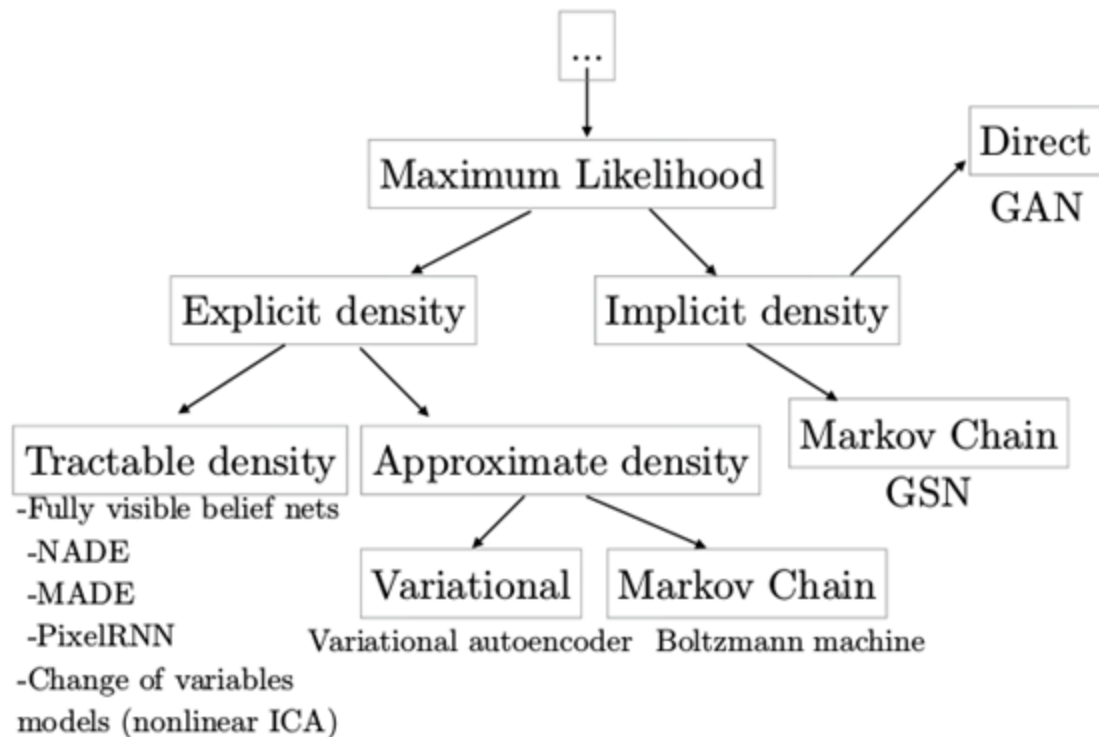 ...
Maximum Likelihood
Direct
GAN
Explicit density
Implicit density
Tractable density
-Fully visible belief nets
-NADE
-MADE
-PixelRNN
-Change of variables
models (nonlinear ICA)
Approximate density
Markov Chain
GSN
Variational
Variational autoencoder
Markov Chain
Boltzmann machine